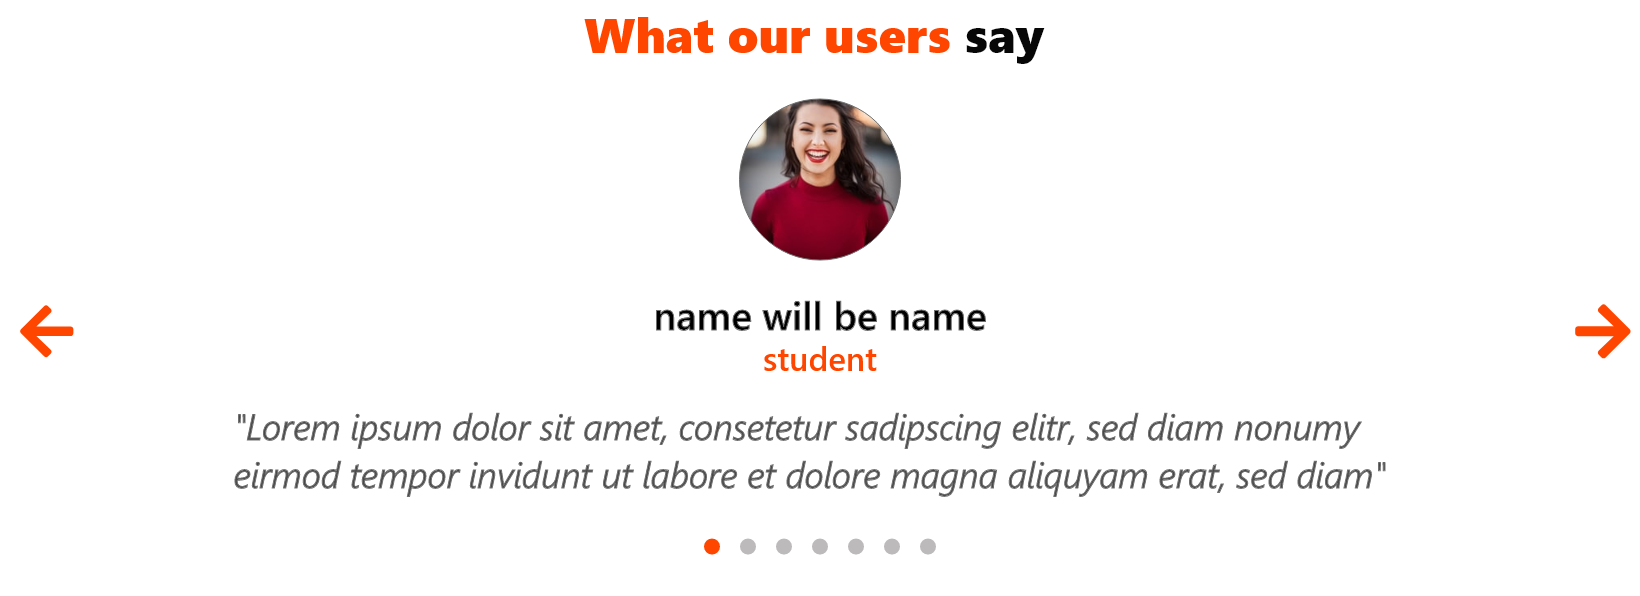 What our users say
name will be name
student
"Lorem ipsum dolor sit amet, consetetur sadipscing elitr, sed diam nonumy
eirmod tempor invidunt ut labore et dolore magna aliquyam erat, sed diam"